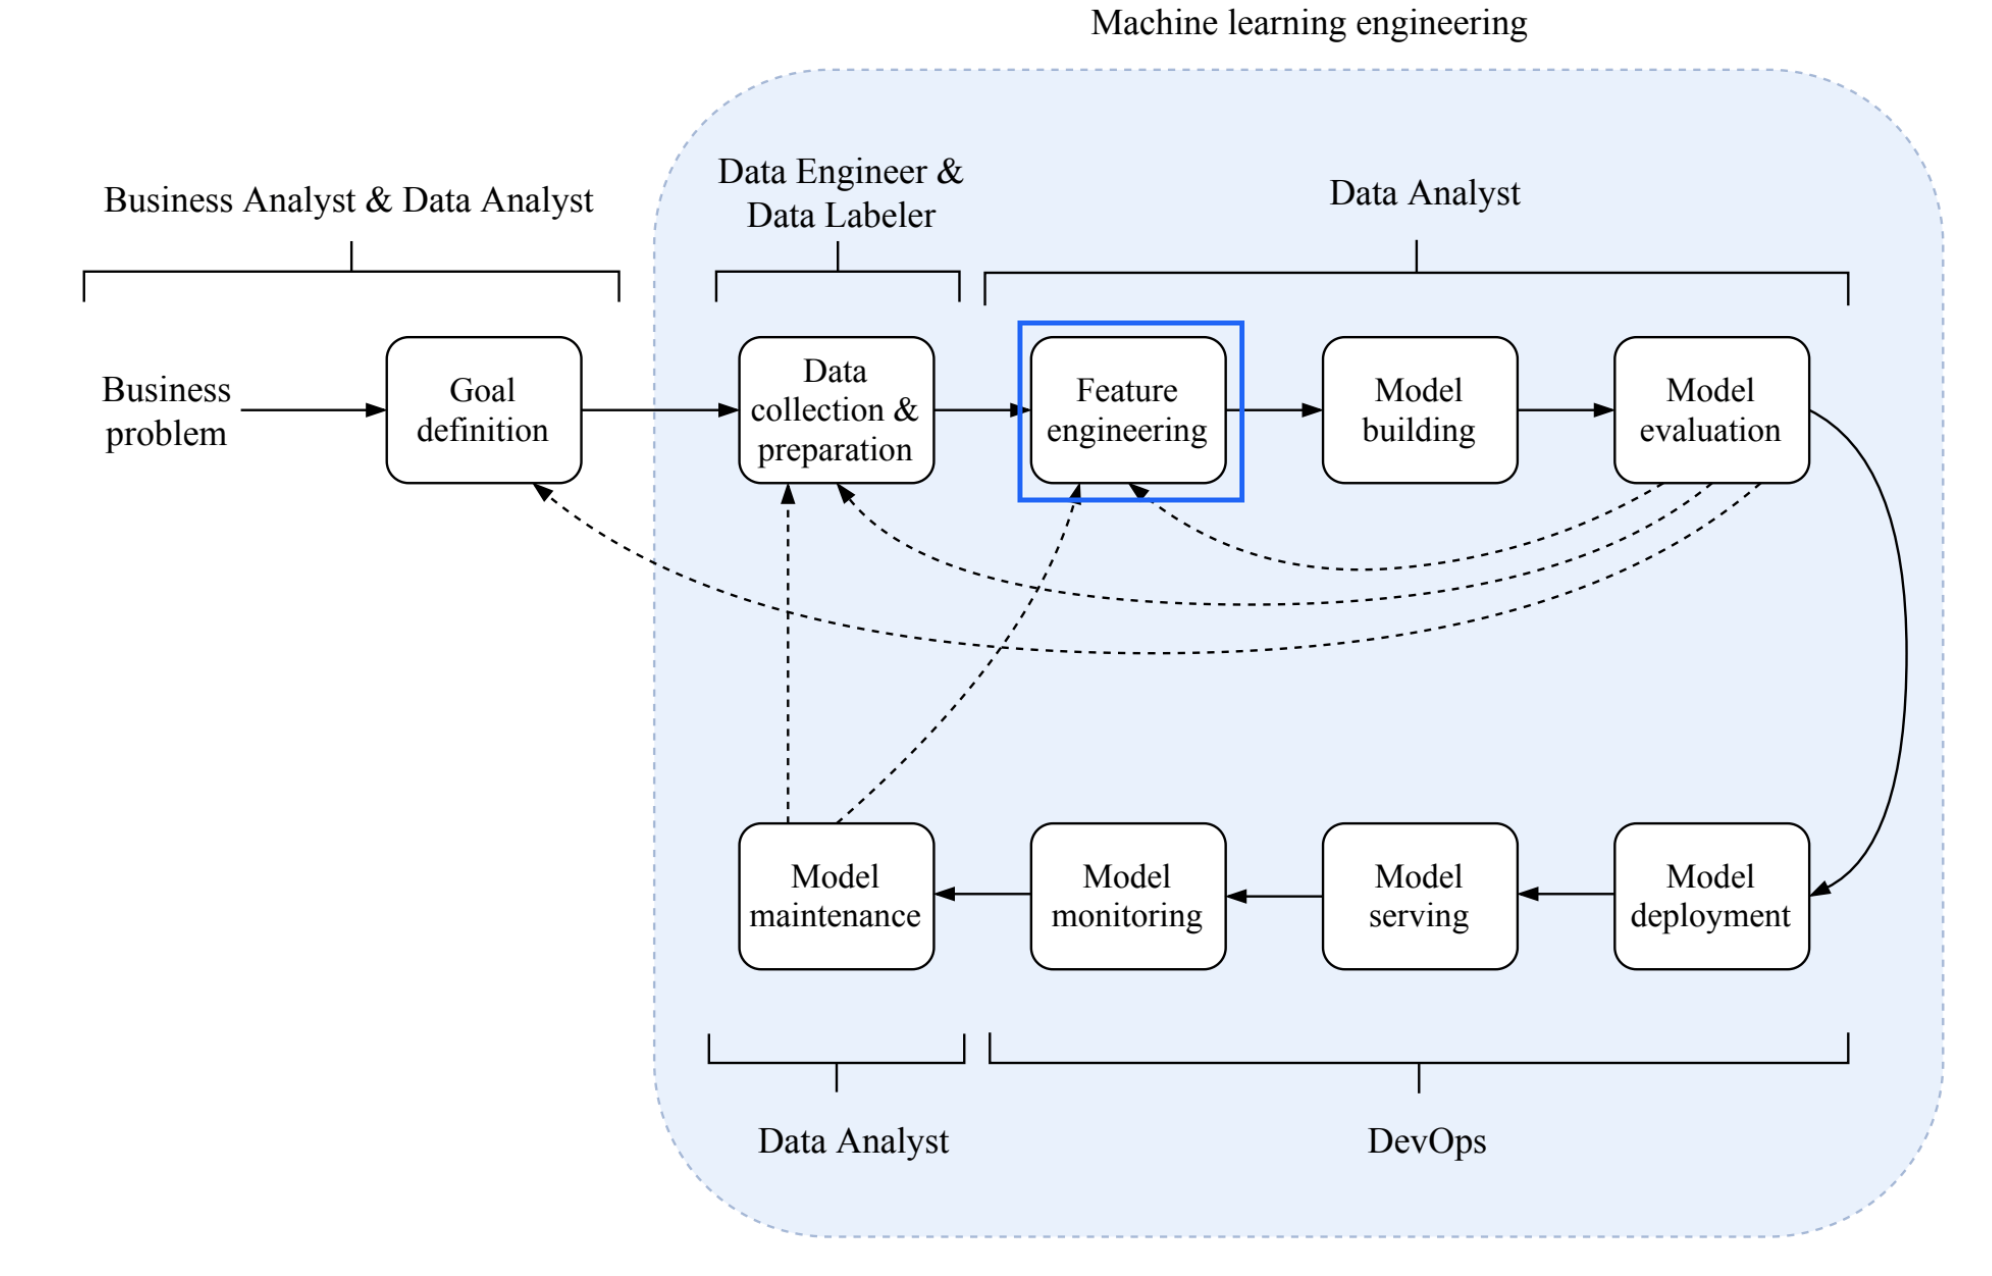 Machine learning engineering
Business Analyst & Data Analyst
Data Engineer &
Data Labeler
Data Analyst
Business
problem
Goal
definition
Data
collection &
preparation
Feature
engineering
Model
building
Model
evaluation
Model
maintenance
Model
monitoring
Model
serving
Model
deployment
Data Analyst
DevOps